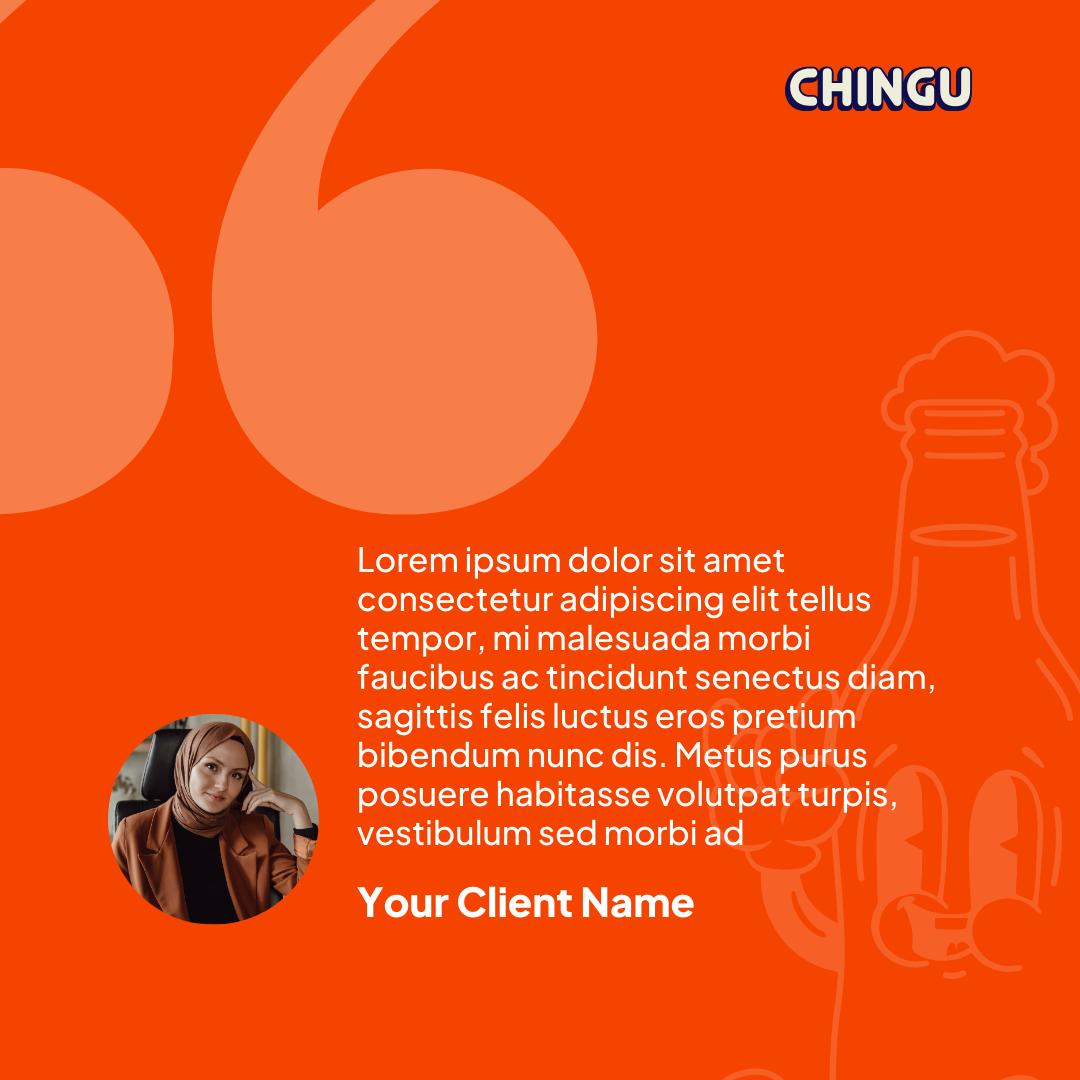 CHINGU
Lorem ipsum dolor sit amet
consectetur adipiscing elit tellus
tempor, mi malesuada morbi
faucibus ac tincidunt senectus diam,
sagittis felis luctus eros pretium
bibendum nunc dis. Metus purus
posuere habitasse volutpat turpis,
vestibulum sed morbi ad
Your Client Name